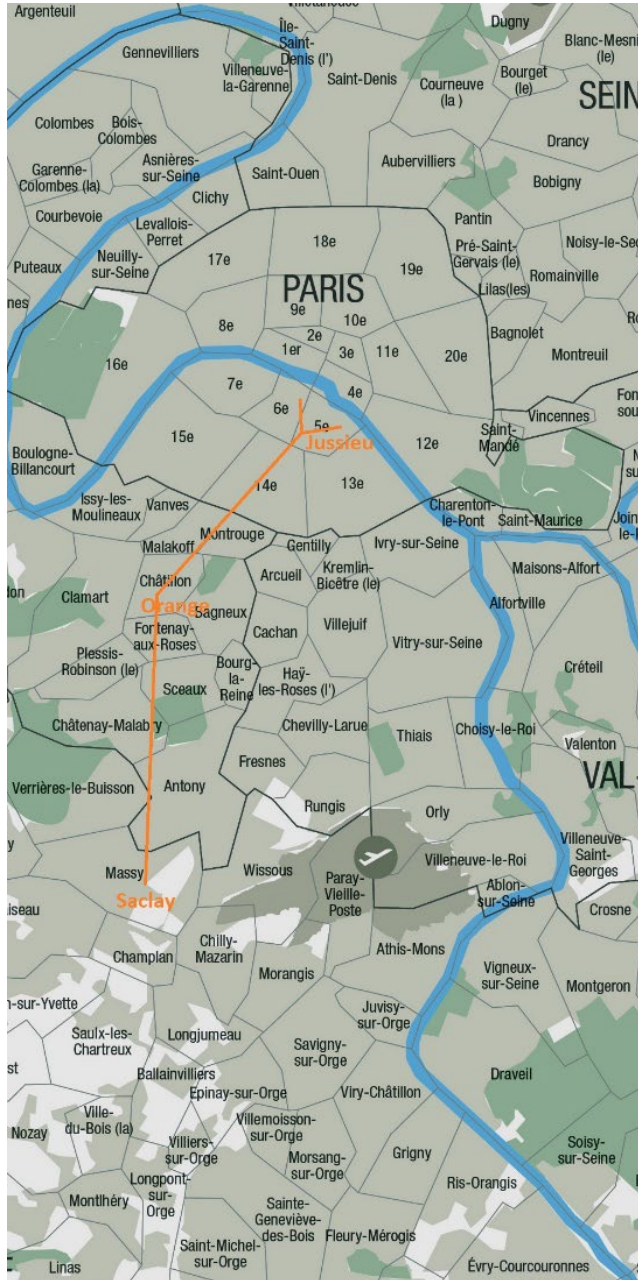 Argenteuil
Île-
Saint-
Denis (l')
Dugny
Gennevilliers
Villeneuve-
la-Garenne
Saint-Denis
Courneuve
(la )
Bourget
(le)
Blanc-Mesni
(le)
SEIN
Colombes
Bois-
Colombes
Drancy
Garenne-
Colombes (la)
Asnières-
sur-Seine
Saint-Ouen
Aubervilliers
Bobigny
Courbevoie
Clichy
Levallois-
Perret
Pantin
Puteaux
Neuilly-
sur-Seine
17e
18e
19e
Pré-Saint-
Gervais (le)
Noisy-le-Sec
Lilas(les)
Romainville
PARIS
nes
8e
9e
10e
2e
1er
3e
11e
20e
Bagnolet
Montreuil
16e
7e
6e
5e
4e
Jussieu
15e
12e
Saint-
Mandé
Vincennes
Boulogne-
Billancourt
14e
13e
Issy-les-
Moulineaux
Vanves
Charenton-
le-Pont
Saint-Maurice
Malakoff
Montrouge
Gentilly
Ivry-sur-Seine
Clamart
Châtillon
Arcueil
Kremlin-
Bicêtre (le)
Maisons-Alfort
Orange
Bagneux
Alfortville
Fontenay-
aux-Roses
Cachan
Villejuif
Vitry-sur-Seine
Plessis-
Robinson (le)
Bourg-
la-
Reine
Haÿ-
les-Roses (l')
Créteil
Sceaux
Châtenay-Malabry
Chevilly-Larue
Thiais
Choisy-le-Roi
Valenton
Fresnes
VAL-
Verrières-le-Buisson
Antony
Rungis
Orly
Massy
Wissous
Paray-
Vieille-
Poste
Villeneuve-le-Roi
Villeneuve-
Saint-
Georges
Saclay
Ablon-
sur-Seine
Crosne
aiseau
Champlan
Chilly-
Mazarin
Morangis
Athis-Mons
Vigneux-
sur-Seine
Montgeron
n-sur-Yvette
Juvisy-
sur-Orge
Saulx-les-
Chartreux
Longjumeau
Savigny-
sur-Orge
Ballainvilliers
Epinay-sur-Orge
Viry-Châtillon
Draveil
Nozay
Ville-
du-Bois (la)
Villiers-
sur-Orge
Villemoisson-
sur-Orge
Morsang-
sur-Orge
Grigny
Soisy-
sur-Seine
Ris-Orangis
Montlhéry
Longpont-
sur-
Orge
Sainte-
Geneviève-
des-Bois
Fleury-Mérogis
Linas
Saint-Michel-
sur-Orge
Évry-Courcouronnes